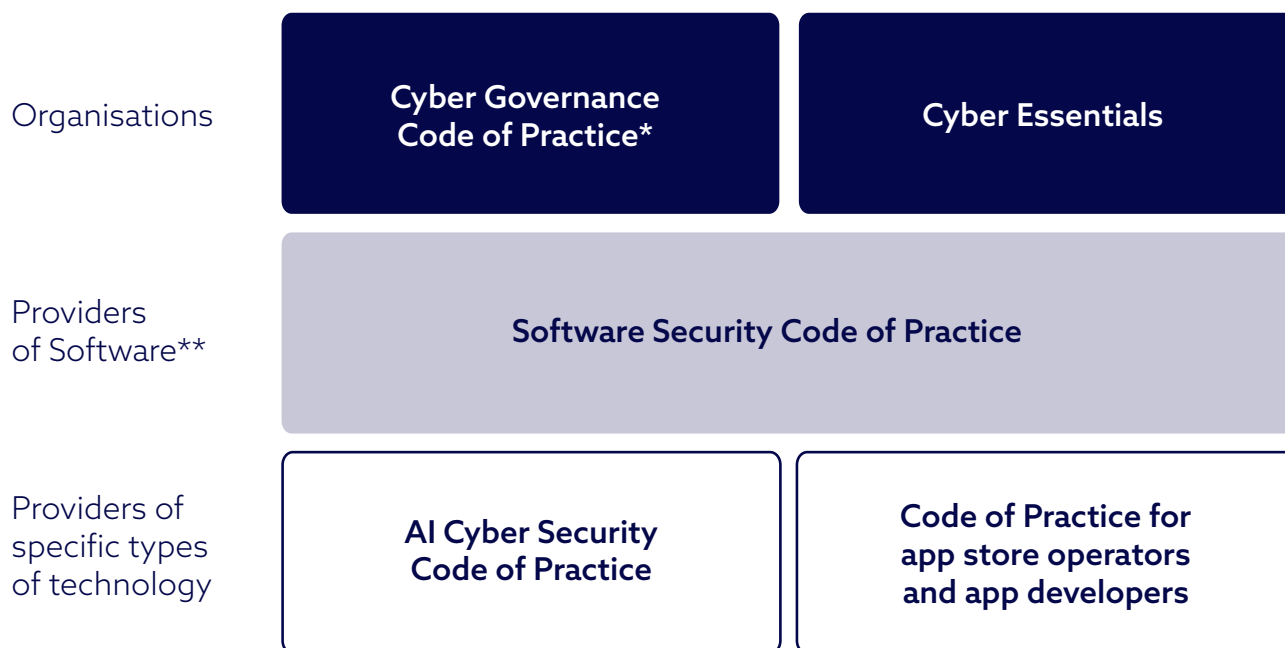 Organisations
Cyber Governance
Code of Practice*
Cyber Essentials
Providers
of Software**
Software Security Code of Practice
Providers of
specific types
of technology
AI Cyber Security
Code of Practice
Code of Practice for
app store operators
and app developers